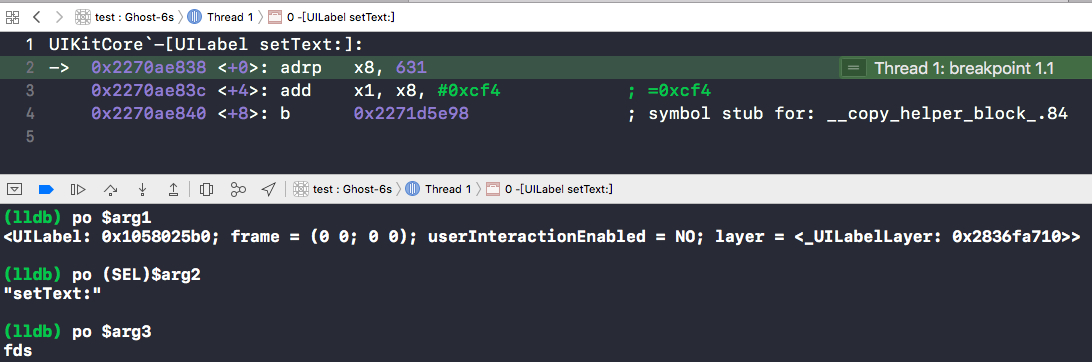 test : Ghost-6s 〉 Thread 1 〉 0 -[UILabel setText:]
1 UIKitCore`-[UILabel setText:]:
2 -> 0x2270ae838 <+0>: adrp x8, 631 = Thread 1: breakpoint 1.1
3 0x2270ae83c <+4>: add x1, x8, #0xcf4 ; =0xcf4
4 0x2270ae840 <+8>: b 0x2271d5e98 ; symbol stub for: __copy_helper_block_.84
5
test : Ghost-6s 〉 Thread 1 〉 0 -[UILabel setText:]
(lldb) po $arg1
<UILabel: 0x1058025b0; frame = (0 0; 0 0); userInteractionEnabled = NO; layer = <_UILabelLayer: 0x2836fa710>>
(lldb) po (SEL)$arg2
"setText:"
(lldb) po $arg3
fds